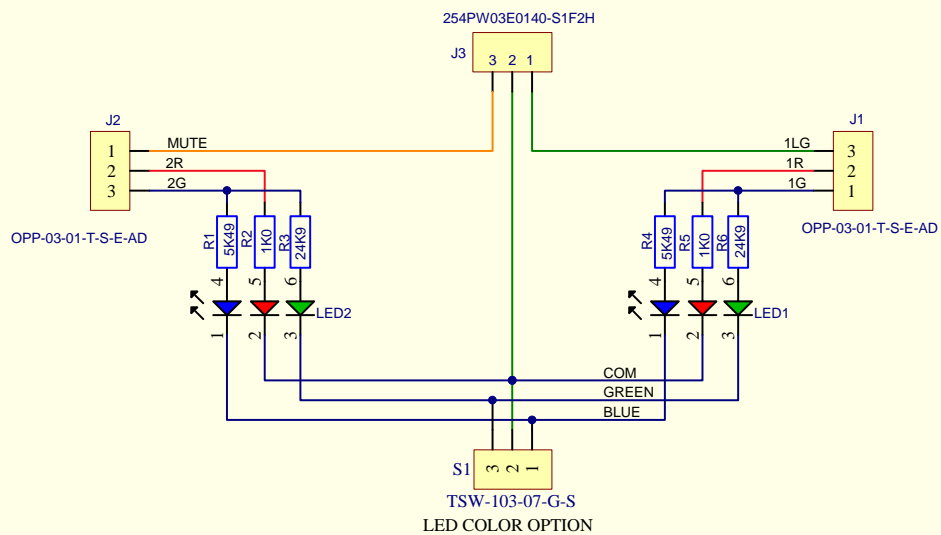 254PW03E0140-S1F2H
J3
3 2 1
J2
1 MUTE
2 2R
3 2G
OPP-03-01-T-S-E-AD
J1
1LG 3
1R 2
1G 1
OPP-03-01-T-S-E-AD
R1 5K49
R2 1K0
R3 24K9
R4 5K49
R5 1K0
R6 24K9
4 5 6
4 5 6
LED2
LED1
1 2 3
1 2 3
COM
GREEN
BLUE
S1
3 2 1
TSW-103-07-G-S
LED COLOR OPTION